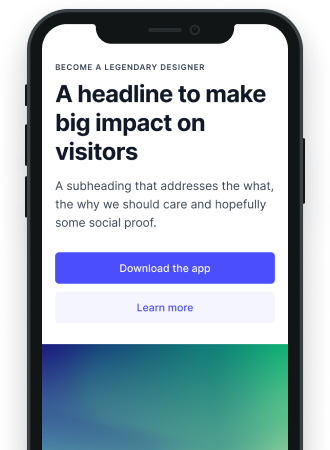 BECOME A LEGENDARY DESIGNER
A headline to make
big impact on
visitors
A subheading that addresses the what,
the why we should care and hopefully
some social proof.
Download the app
Learn more